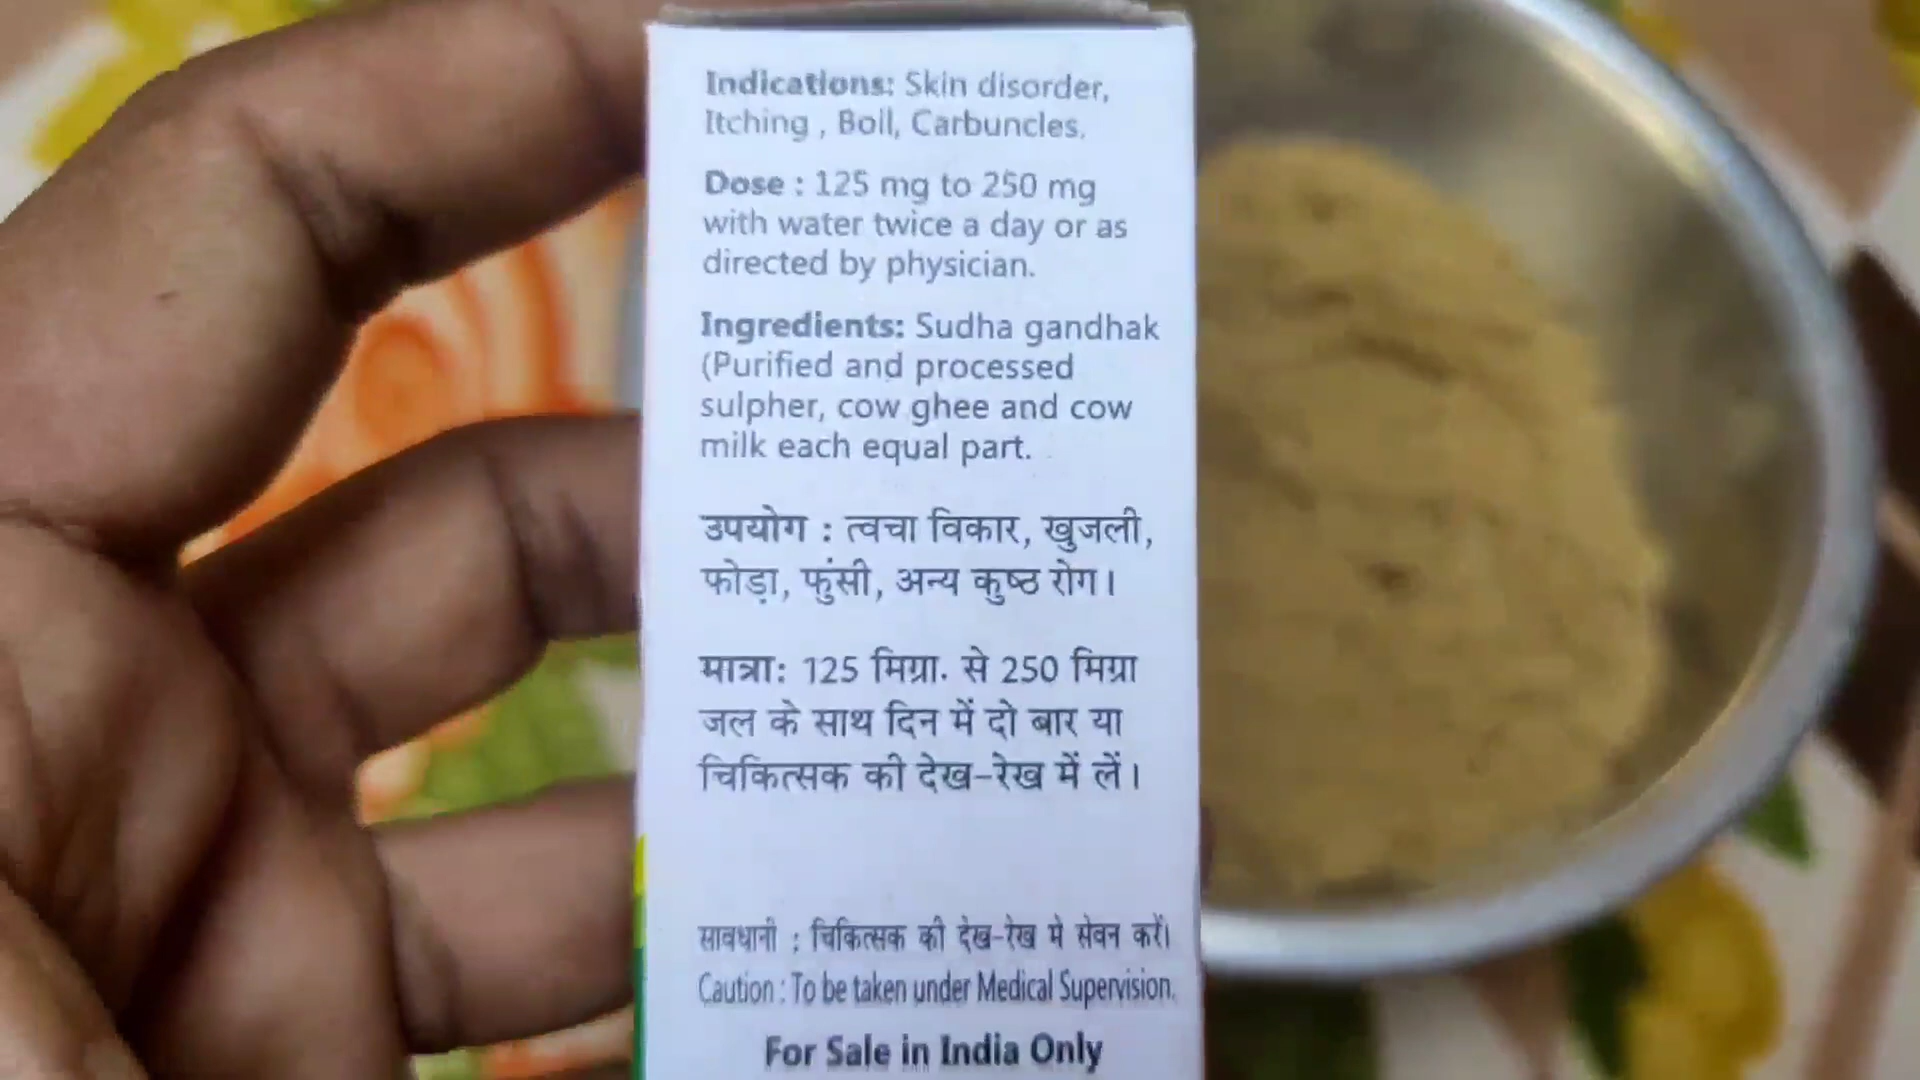 Indications: Skin disorder,
Itching , Boil, Carbuncles.
Dose : 125 mg to 250 mg
with water twice a day or as
directed by physician.
Ingredients: Sudha gandhak
(Purified and processed
sulpher, cow ghee and cow
milk each equal part.
उपयोग : त्वचा विकार, खुजली,
फोड़ा, फुंसी, अन्य कुष्ठ रोग।
मात्रा: 125 मिग्रा. से 250 मिग्रा
जल के साथ दिन में दो बार या
चिकित्सक की देख-रेख में लें।
सावधानी : चिकित्सक की देख-रेख मे सेवन करें।
Caution : To be taken under Medical Supervision.
For Sale in India Only